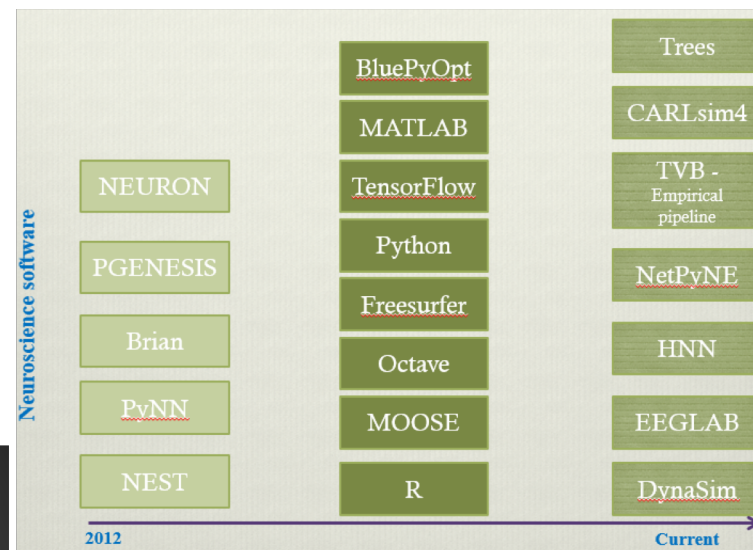 Neuroscience software
NEURON
PGENESIS
Brian
PyNN
NEST
BluePyOpt
MATLAB
TensorFlow
Python
Freesurfer
Octave
MOOSE
R
Trees
CARLsim4
TVB -
Empirical
pipeline
NetPyNE
HNN
EEGLAB
DynaSim
2012
Current